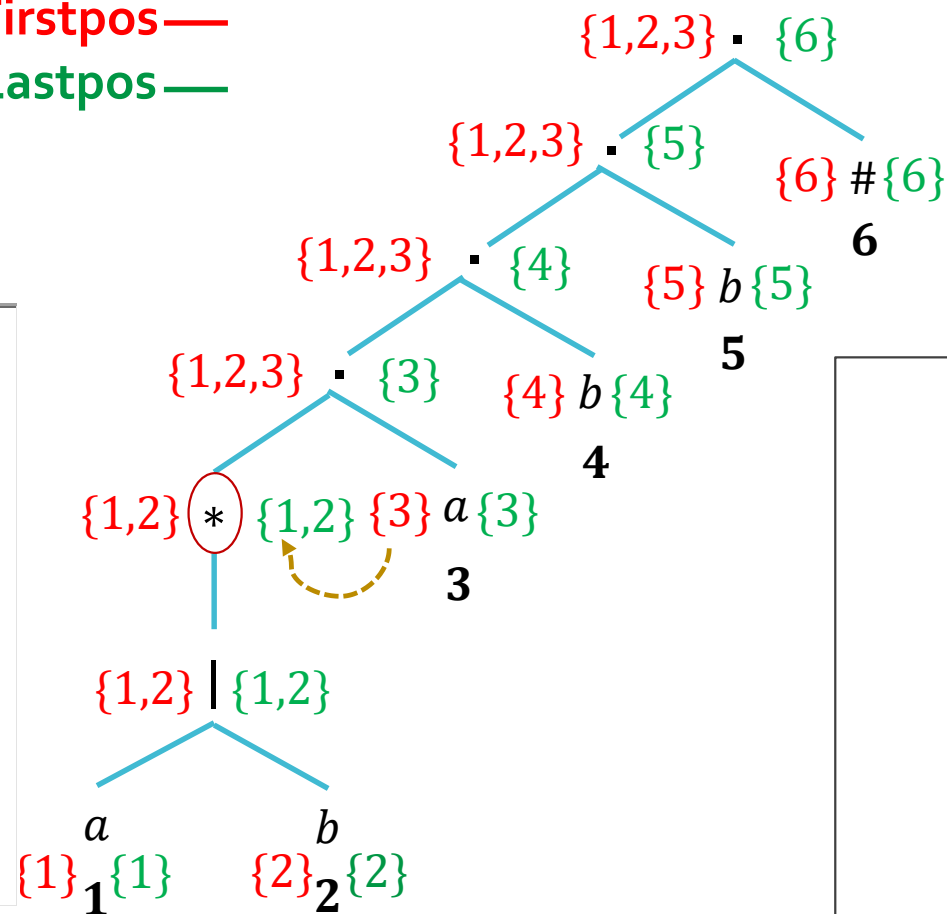 Firstpos
Lastpos
{1,2,3} . {6}
{1,2,3} . {5}
{6} # {6}
6
{1,2,3} . {4}
{5} b {5}
5
{1,2,3} . {3}
{4} b {4}
4
{1,2} * {1,2} {3} a {3}
3
{1,2} | {1,2}
a b
{1} 1 {1} {2} 2 {2}